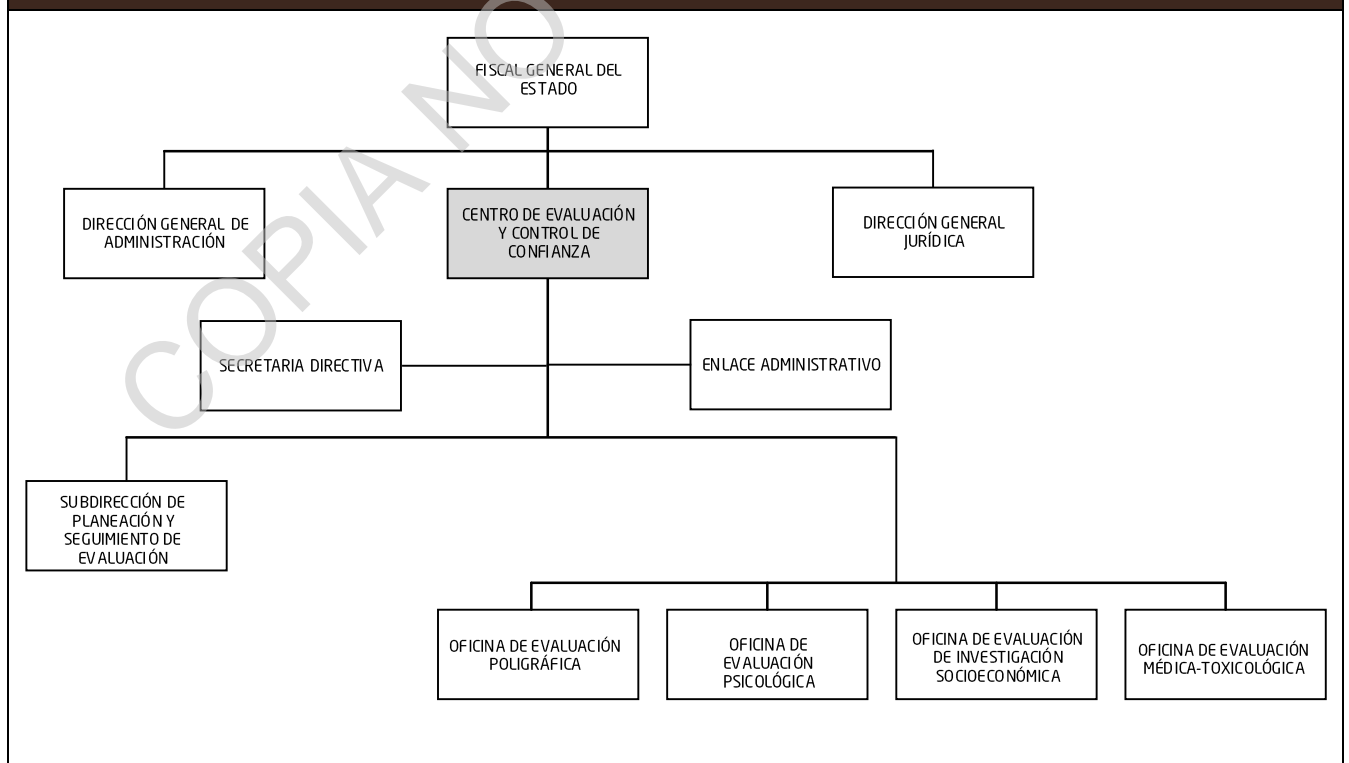 FISCAL GENERAL DEL
ESTADO
DIRECCIÓN GENERAL DE
ADMINISTRACIÓN
CENTRO DE EVALUACIÓN
Y CONTROL DE
CONFIANZA
DIRECCIÓN GENERAL
JURÍDICA
SECRETARIA DIRECTIVA
ENLACE ADMINISTRATIVO
SUBDIRECCIÓN DE
PLANEACIÓN Y
SEGUIMIENTO DE
EVALUACIÓN
OFICINA DE EVALUACIÓN
POLIGRÁFICA
OFICINA DE
EVALUACIÓN
PSICOLÓGICA
OFICINA DE EVALUACIÓN
DE INVESTIGACIÓN
SOCIOECONÓMICA
OFICINA DE EVALUACIÓN
MÉDICA-TOXICOLÓGICA
COPIA NO